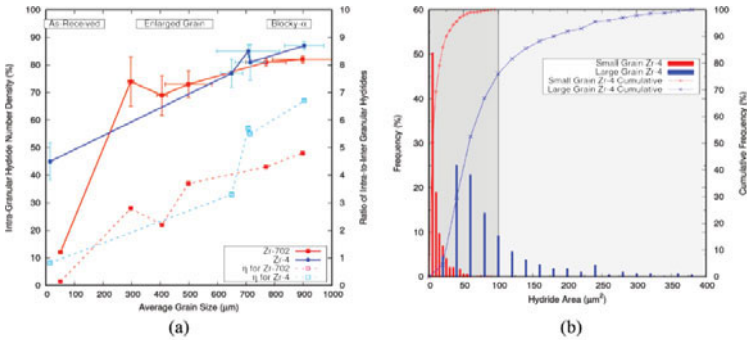 As-Received Enlarged Grain Blocky-α
Intra-Granular Hydride Number Density (%)
100
90
80
70
60
50
40
30
20
10
0
10
9
8
7
6
5
4
3
2
1
0
Ratio of Intra-to-Inter Granular Hydrides
Zr-702
Zr-4
η for Zr-702
η for Zr-4
0 100 200 300 400 500 600 700 800 900 1000
Average Grain Size (μm)
(a)
Frequency (%)
60
50
40
30
20
10
0
100
90
80
70
60
50
40
30
20
10
0
Cumulative Frequency (%)
Small Grain Zr-4
Large Grain Zr-4
Small Grain Zr-4 Cumulative
Large Grain Zr-4 Cumulative
0 50 100 150 200 250 300 350 400
Hydride Area (μm²)
(b)